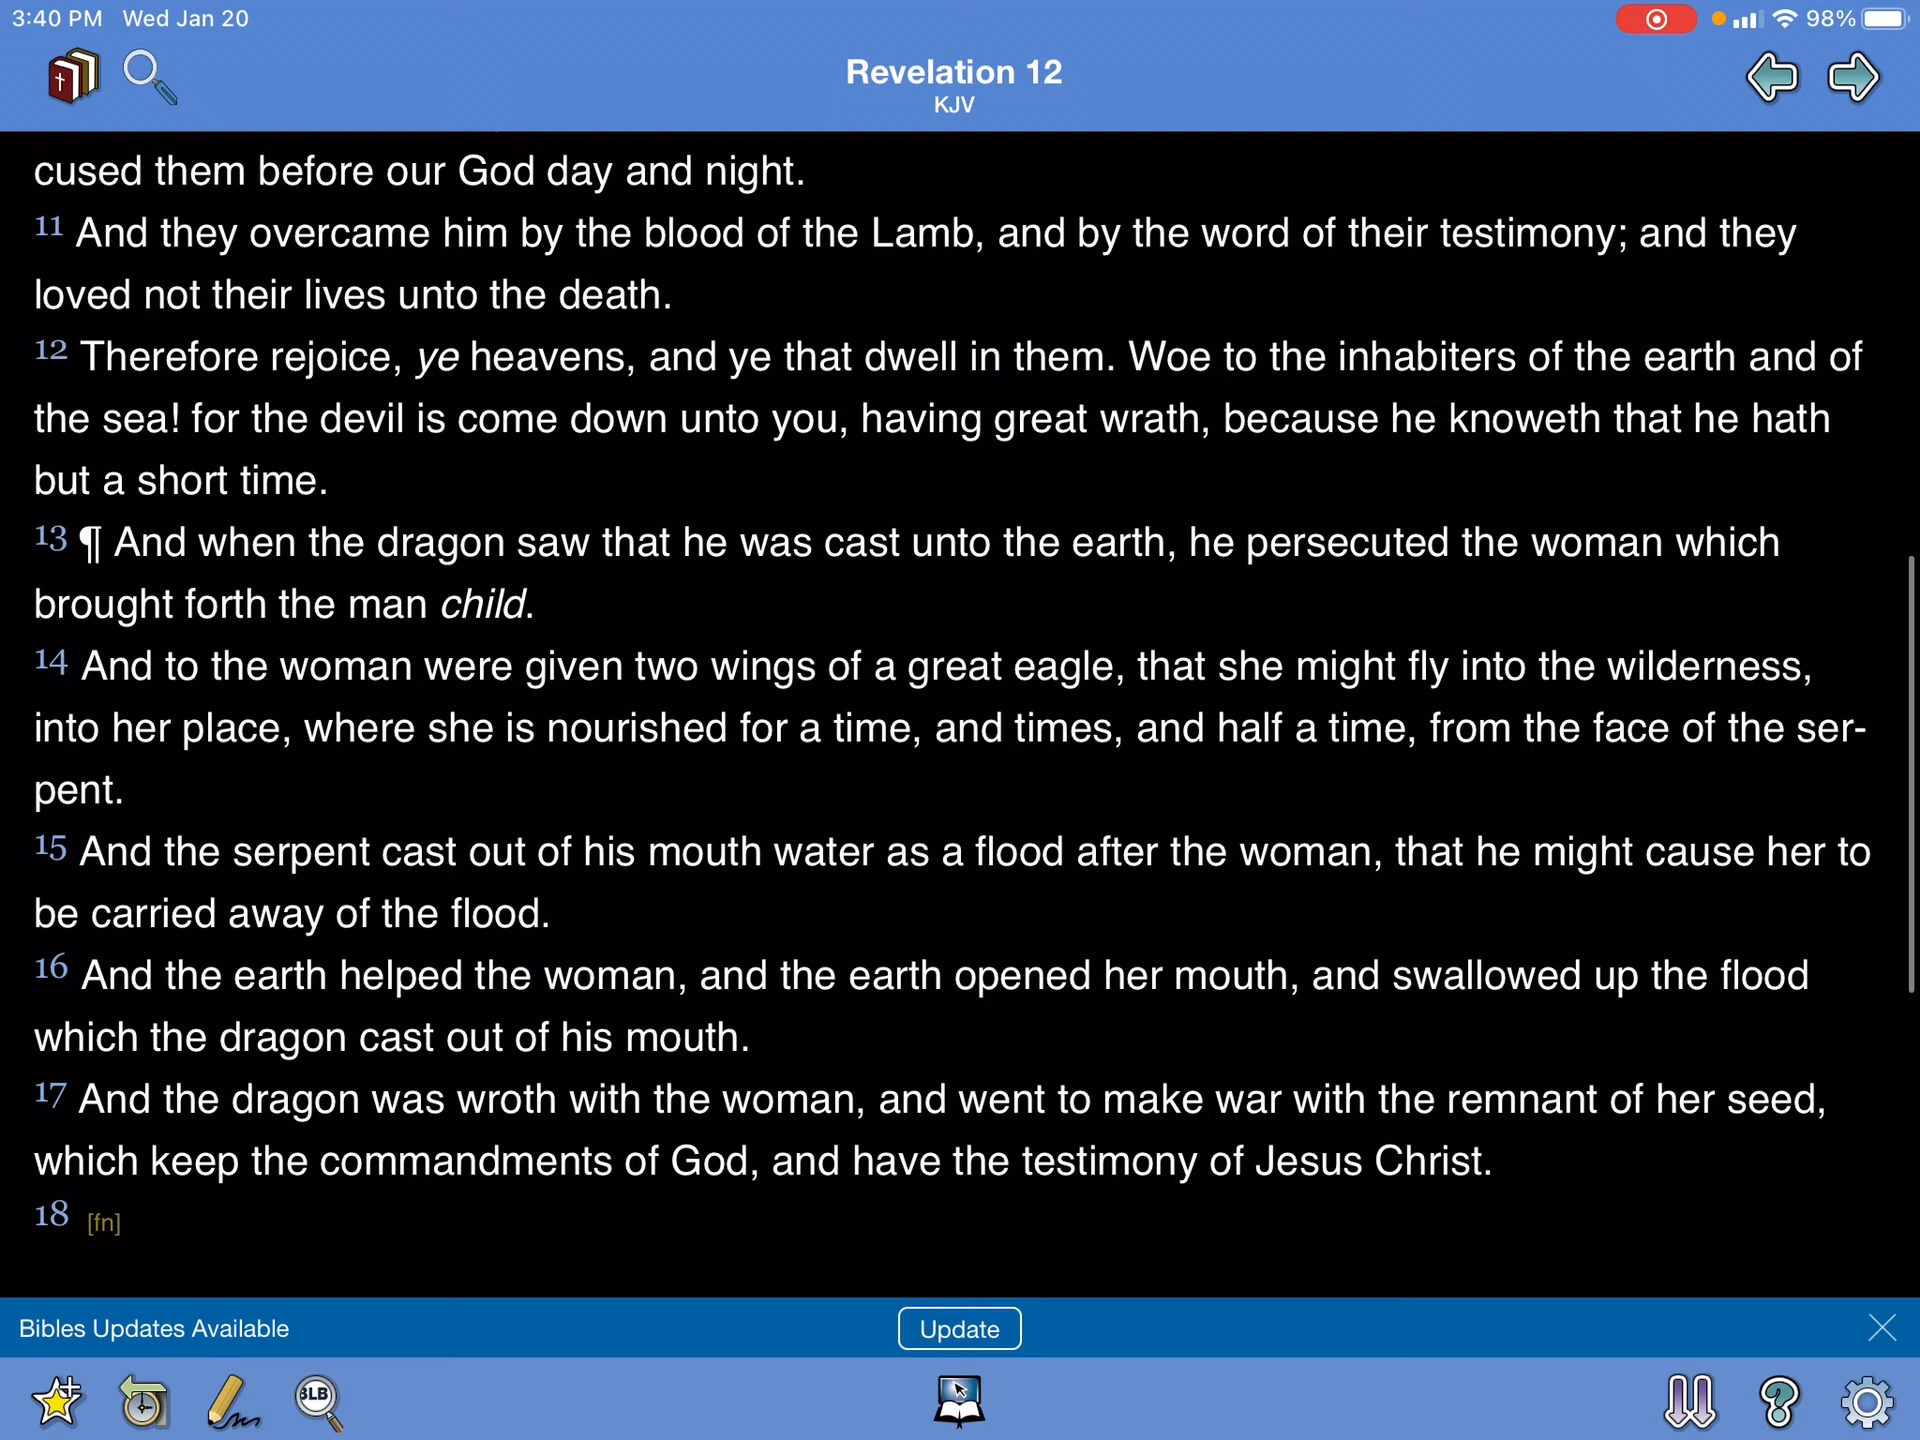 3:40 PM Wed Jan 20
98%
Revelation 12
KJV
cused them before our God day and night.
11 And they overcame him by the blood of the Lamb, and by the word of their testimony; and they
loved not their lives unto the death.
12 Therefore rejoice, ye heavens, and ye that dwell in them. Woe to the inhabiters of the earth and of
the sea! for the devil is come down unto you, having great wrath, because he knoweth that he hath
but a short time.
13 ¶ And when the dragon saw that he was cast unto the earth, he persecuted the woman which
brought forth the man child.
14 And to the woman were given two wings of a great eagle, that she might fly into the wilderness,
into her place, where she is nourished for a time, and times, and half a time, from the face of the ser-
pent.
15 And the serpent cast out of his mouth water as a flood after the woman, that he might cause her to
be carried away of the flood.
16 And the earth helped the woman, and the earth opened her mouth, and swallowed up the flood
which the dragon cast out of his mouth.
17 And the dragon was wroth with the woman, and went to make war with the remnant of her seed,
which keep the commandments of God, and have the testimony of Jesus Christ.
18 [fn]
Bibles Updates Available
Update
BLB